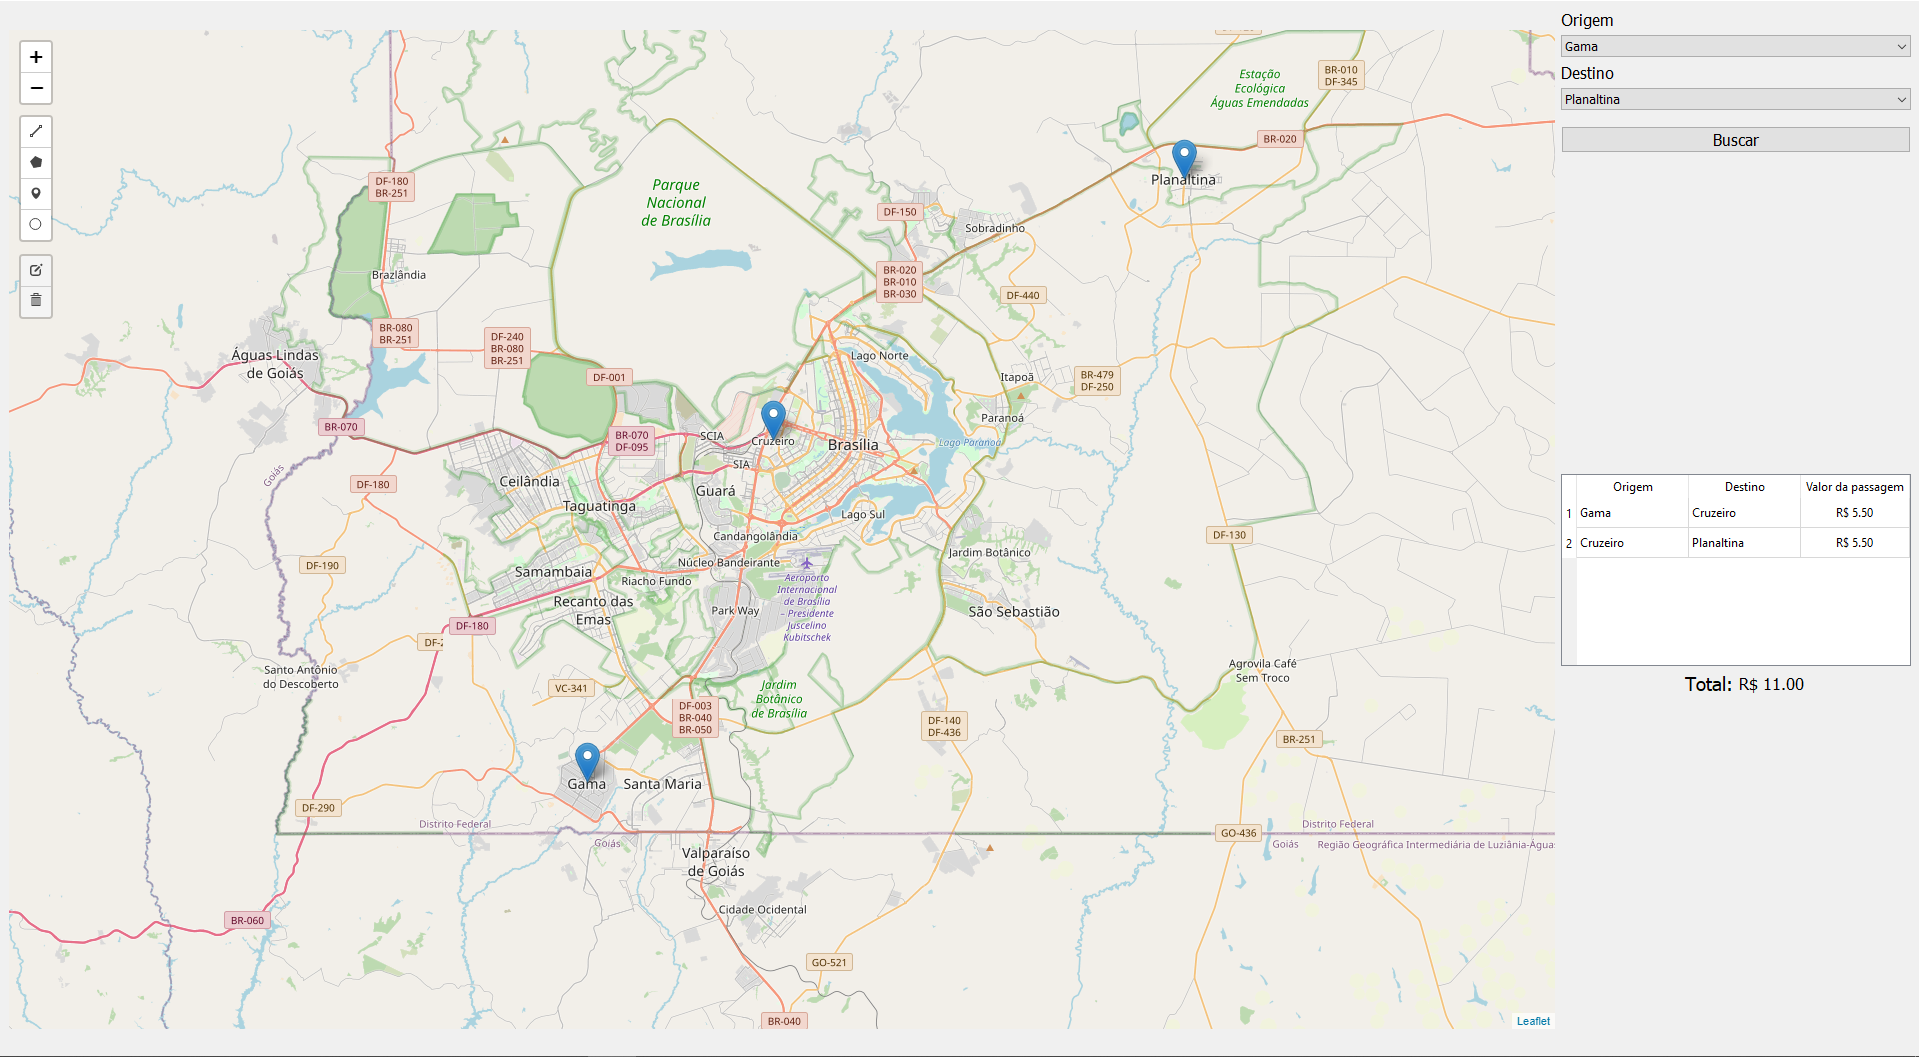 Origem
Gama
Destino
Planaltina
Buscar
Origem Destino Valor da passagem
1 Gama Cruzeiro R$ 5.50
2 Cruzeiro Planaltina R$ 5.50
Total: R$ 11.00
+
−
Estação
Ecológica
Águas Emendadas
BR-010
DF-345
BR-020
Planaltina
DF-180
BR-251
Parque
Nacional
de Brasília
DF-150
Sobradinho
Brazlândia
BR-020
BR-010
BR-030
DF-440
BR-080
BR-251
DF-240
BR-080
BR-251
Águas Lindas
de Goiás
Lago Norte
DF-001
Itapoã
BR-479
DF-250
Paranoá
BR-070
BR-070
DF-095
SCIA
Cruzeiro
Brasília
Lago Paranoá
SIA
Goiás
DF-180
Ceilândia
Guará
Taguatinga
Lago Sul
Candangolândia
DF-130
Jardim Botânico
DF-190
Samambaia
Núcleo Bandeirante
Riacho Fundo
Aeroporto
Internacional
de Brasília
– Presidente
Juscelino
Kubitschek
Recanto das
Emas
Park Way
São Sebastião
DF-180
DF-2
Santo Antônio
do Descoberto
Agrovila Café
Sem Troco
VC-341
Jardim
Botânico
de Brasília
DF-003
BR-040
BR-050
DF-140
DF-436
BR-251
Gama
Santa Maria
DF-290
Distrito Federal
Goiás
GO-436
Distrito Federal
Goiás
Região Geográfica Intermediária de Luziânia-Águas
Valparaíso
de Goiás
Cidade Ocidental
BR-060
GO-521
BR-040
Leaflet